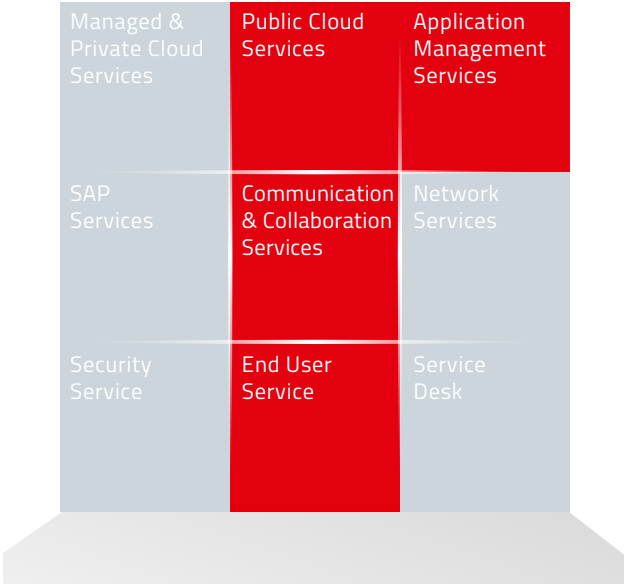 Managed &
Private Cloud
Services
Public Cloud
Services
Application
Management
Services
SAP
Services
Communication
& Collaboration
Services
Network
Services
Security
Service
End User
Service
Service
Desk